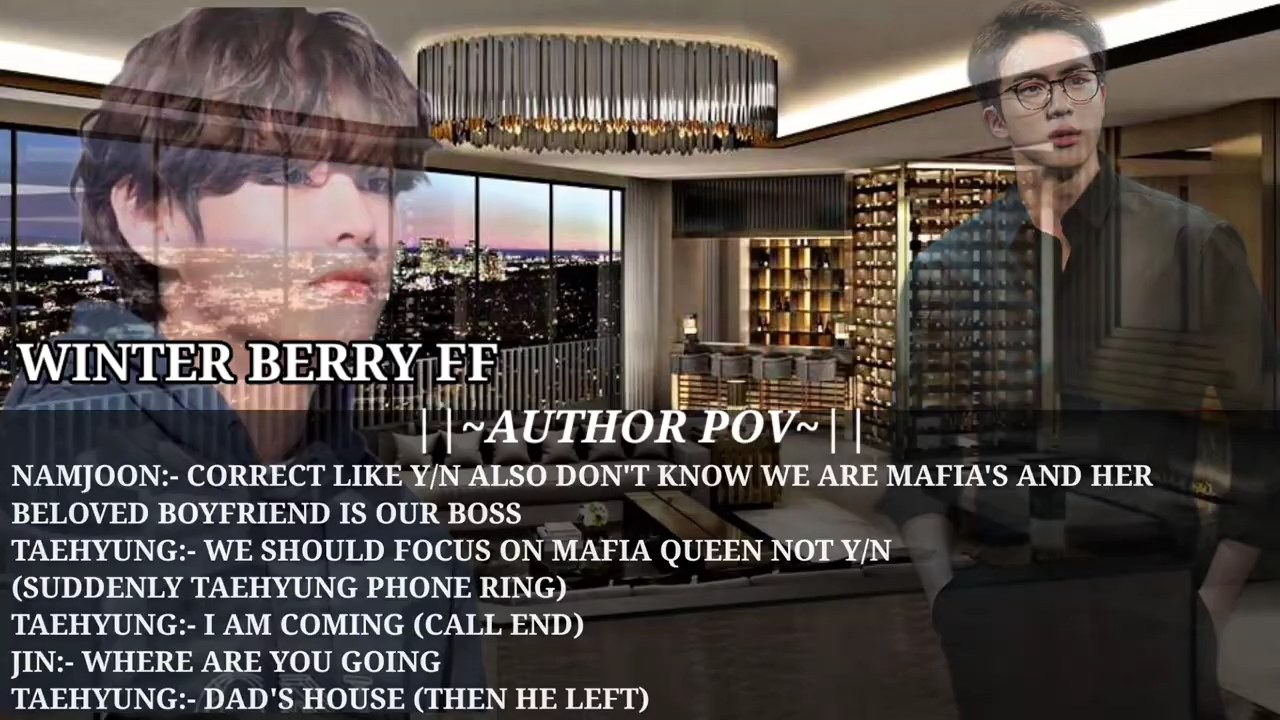 WINTER BERRY FF
||~AUTHOR POV~||
NAMJOON:- CORRECT LIKE Y/N ALSO DON'T KNOW WE ARE MAFIA'S AND HER
BELOVED BOYFRIEND IS OUR BOSS
TAEHYUNG:- WE SHOULD FOCUS ON MAFIA QUEEN NOT Y/N
(SUDDENLY TAEHYUNG PHONE RING)
TAEHYUNG:- I AM COMING (CALL END)
JIN:- WHERE ARE YOU GOING
TAEHYUNG:- DAD'S HOUSE (THEN HE LEFT)